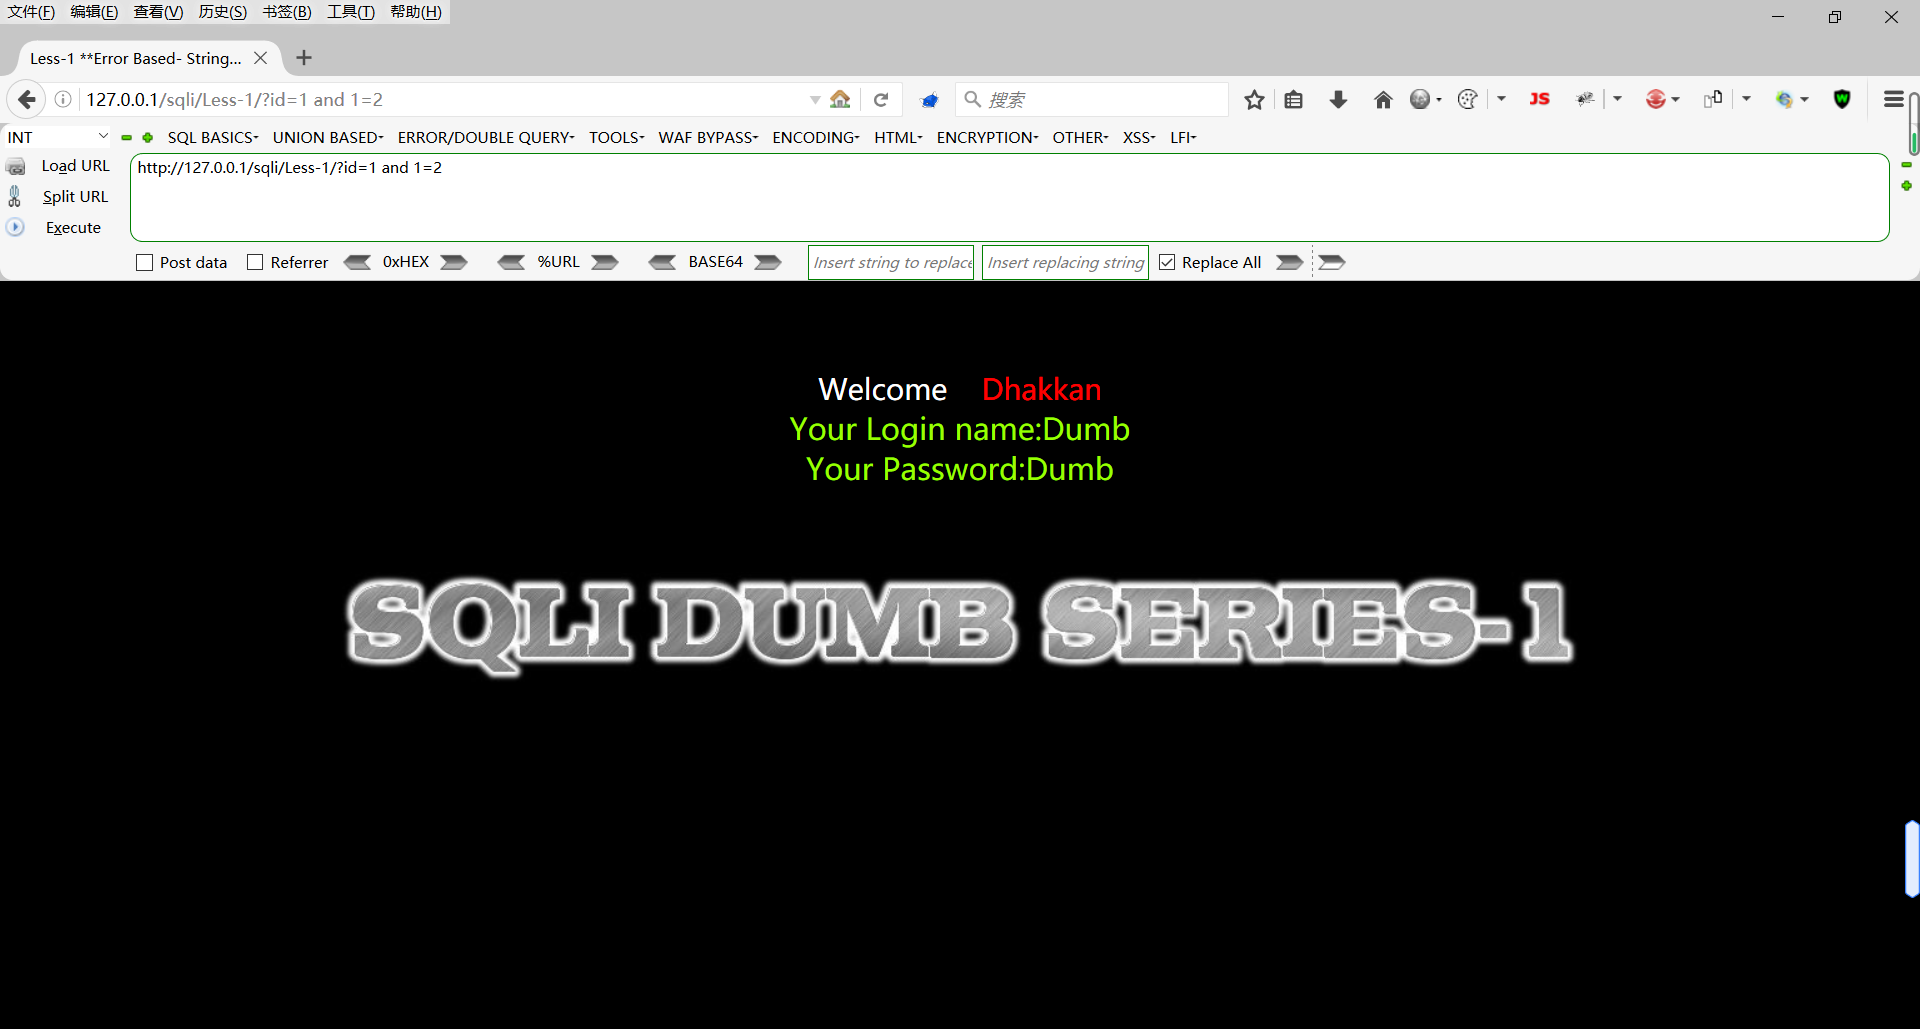 文件(F) 编辑(E) 查看(V) 历史(S) 书签(B) 工具(T) 帮助(H)
Less-1 **Error Based- String...
127.0.0.1/sqli/Less-1/?id=1 and 1=2
搜索
JS
W
INT
SQL BASICS UNION BASED ERROR/DOUBLE QUERY TOOLS WAF BYPASS ENCODING HTML ENCRYPTION OTHER XSS LFI
Load URL
http://127.0.0.1/sqli/Less-1/?id=1 and 1=2
Split URL
Execute
Post data Referrer 0xHEX %URL BASE64 Insert string to replace Insert replacing string Replace All
Welcome Dhakkan
Your Login name:Dumb
Your Password:Dumb
SQLI DUMB SERIES-1